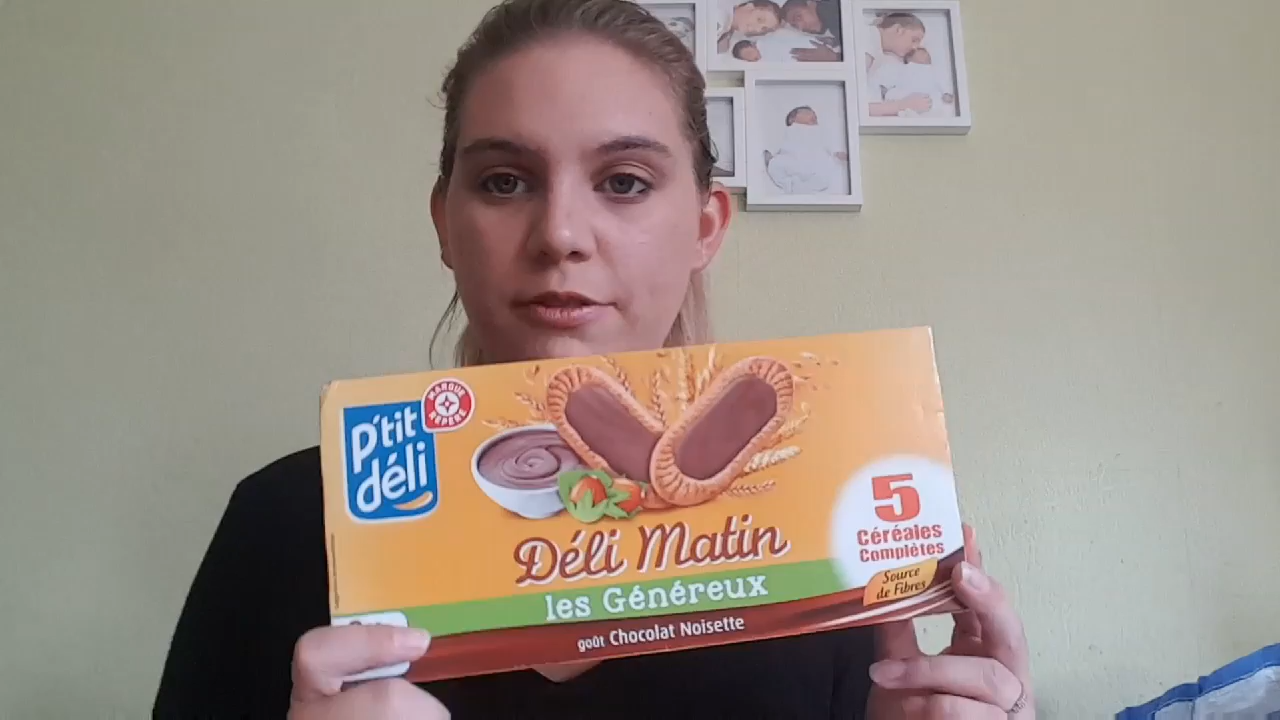 P'tit
déli
MARQUE
REPÈRE
5
Céréales
Complètes
Source
de Fibres
Déli Matin
les Généreux
goût Chocolat Noisette